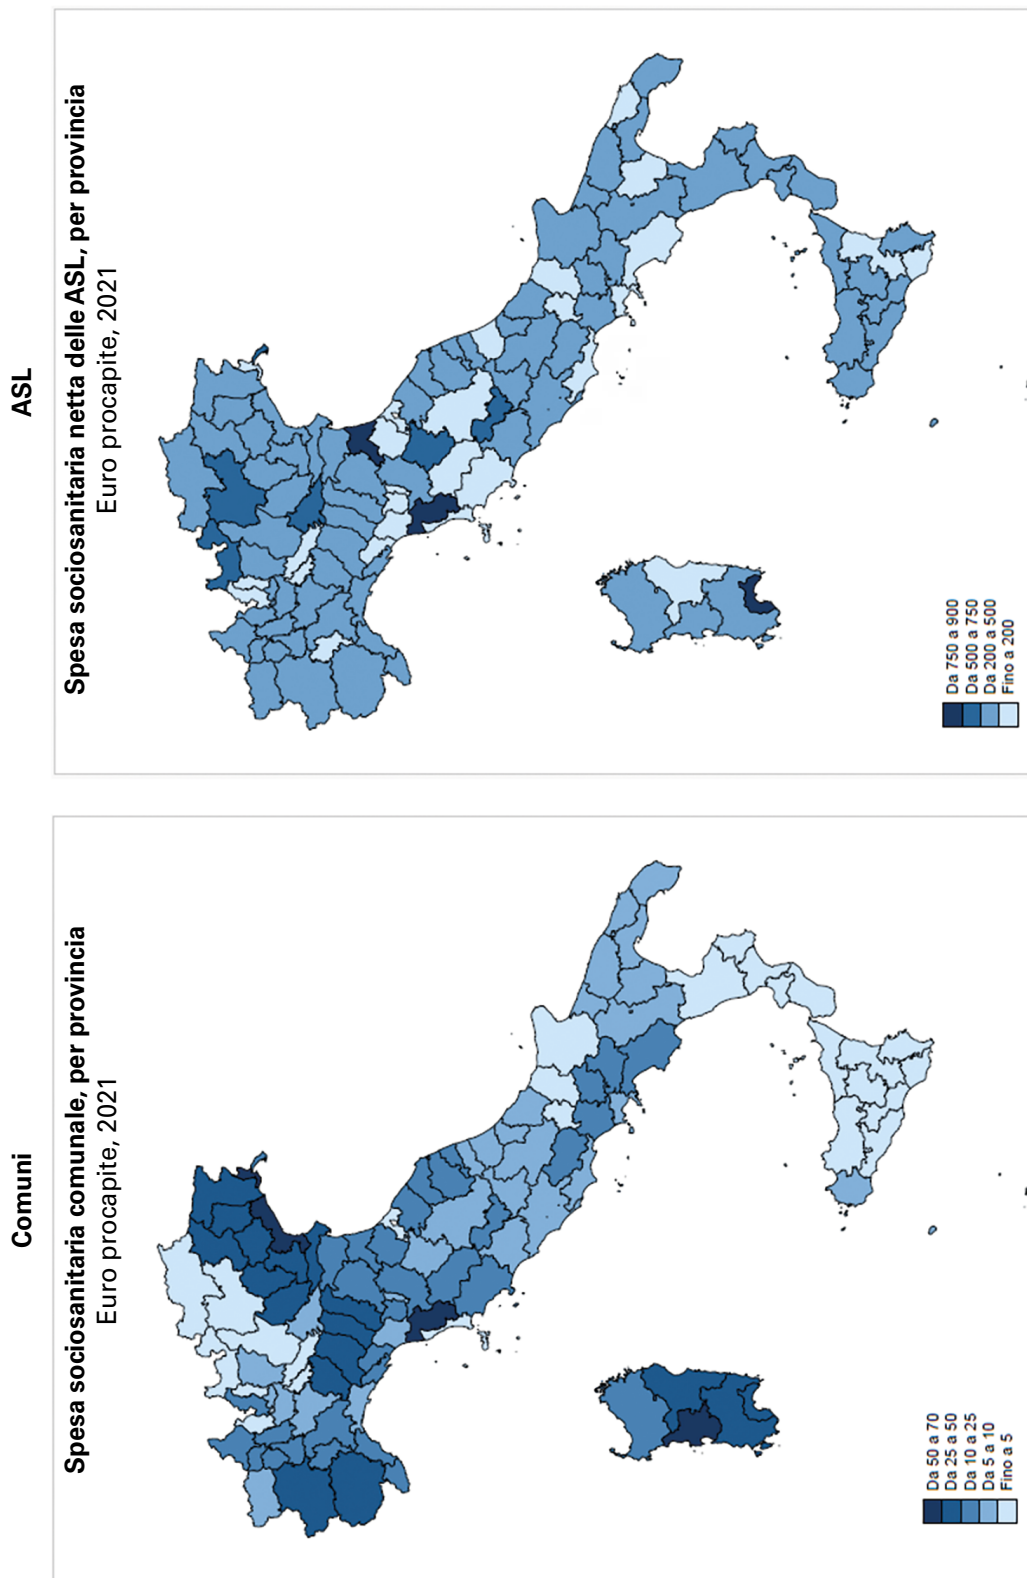 Comuni
Spesa sociosanitaria comunale, per provincia
Euro procapite, 2021
Da 50 a 70
Da 25 a 50
Da 10 a 25
Da 5 a 10
Fino a 5
ASL
Spesa sociosanitaria netta delle ASL, per provincia
Euro procapite, 2021
Da 750 a 900
Da 500 a 750
Da 200 a 500
Fino a 200